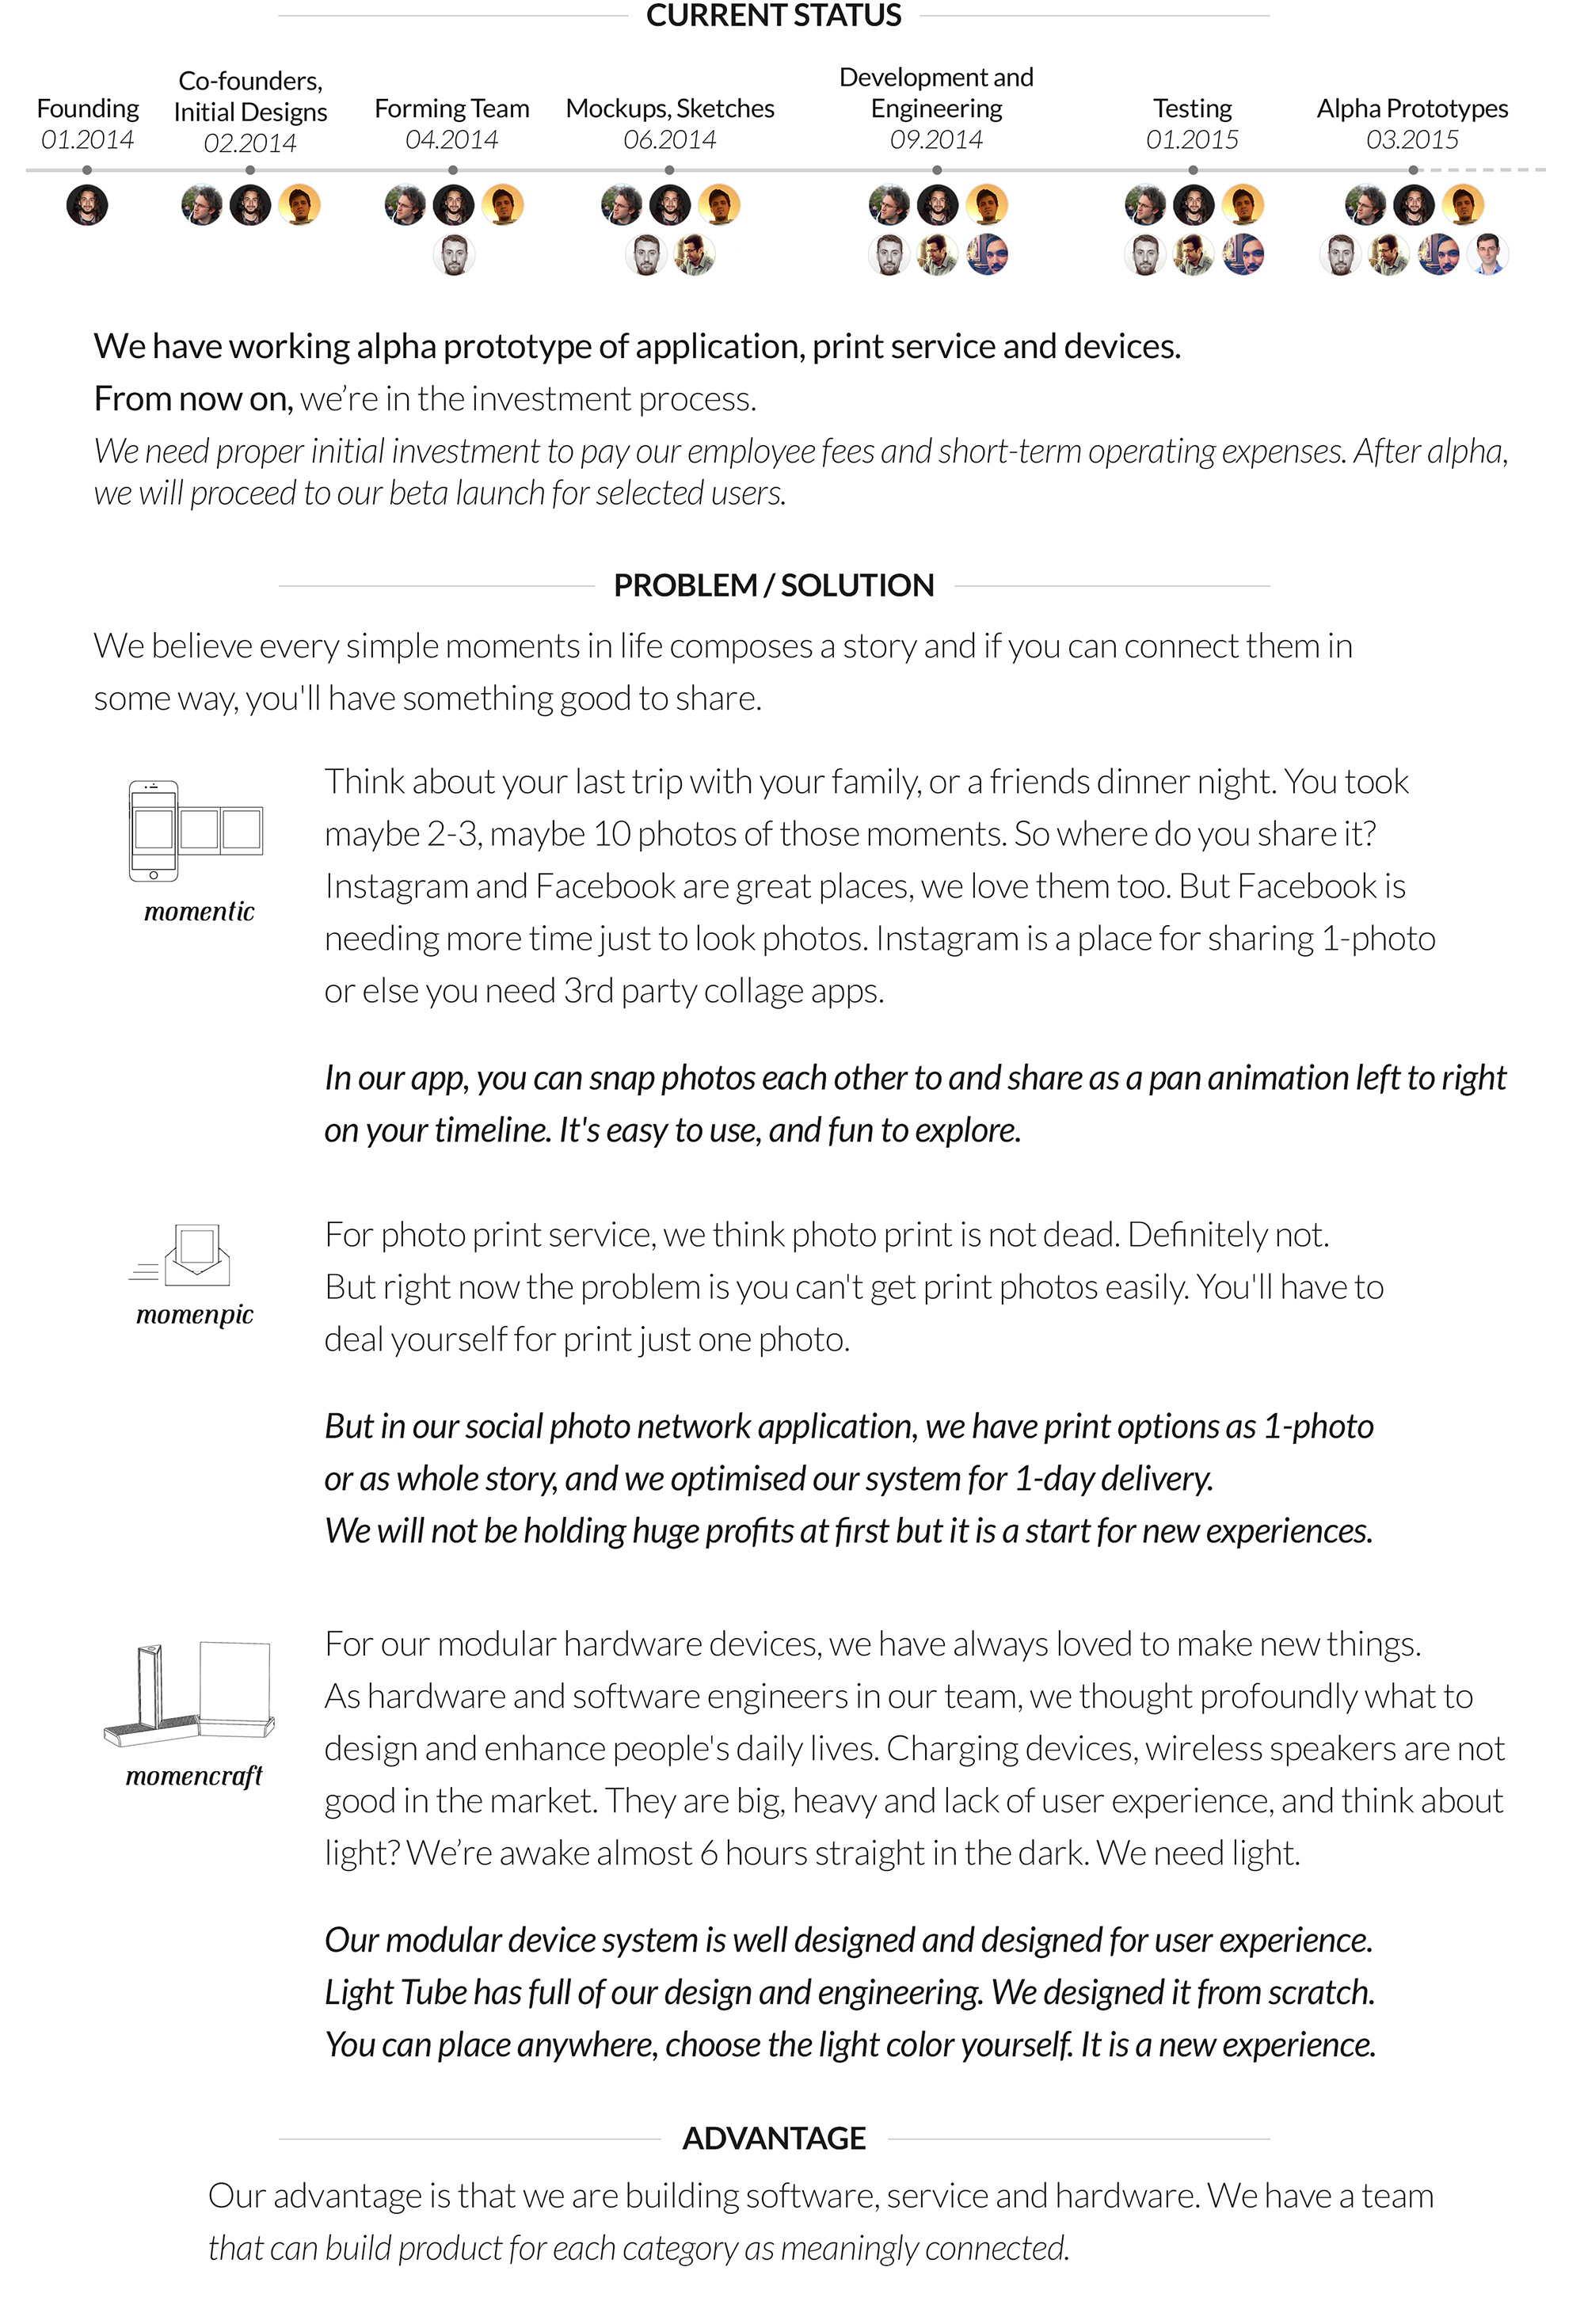 CURRENT STATUS
Founding
01.2014
Co-founders,
Initial Designs
02.2014
Forming Team
04.2014
Mockups, Sketches
06.2014
Development and
Engineering
09.2014
Testing
01.2015
Alpha Prototypes
03.2015
We have working alpha prototype of application, print service and devices.
From now on, we’re in the investment process.
We need proper initial investment to pay our employee fees and short-term operating expenses. After alpha,
we will proceed to our beta launch for selected users.
PROBLEM / SOLUTION
We believe every simple moments in life composes a story and if you can connect them in
some way, you'll have something good to share.
momentic
Think about your last trip with your family, or a friends dinner night. You took
maybe 2-3, maybe 10 photos of those moments. So where do you share it?
Instagram and Facebook are great places, we love them too. But Facebook is
needing more time just to look photos. Instagram is a place for sharing 1-photo
or else you need 3rd party collage apps.
In our app, you can snap photos each other to and share as a pan animation left to right
on your timeline. It's easy to use, and fun to explore.
momenpic
For photo print service, we think photo print is not dead. Definitely not.
But right now the problem is you can't get print photos easily. You'll have to
deal yourself for print just one photo.
But in our social photo network application, we have print options as 1-photo
or as whole story, and we optimised our system for 1-day delivery.
We will not be holding huge profits at first but it is a start for new experiences.
momencraft
For our modular hardware devices, we have always loved to make new things.
As hardware and software engineers in our team, we thought profoundly what to
design and enhance people's daily lives. Charging devices, wireless speakers are not
good in the market. They are big, heavy and lack of user experience, and think about
light? We’re awake almost 6 hours straight in the dark. We need light.
Our modular device system is well designed and designed for user experience.
Light Tube has full of our design and engineering. We designed it from scratch.
You can place anywhere, choose the light color yourself. It is a new experience.
ADVANTAGE
Our advantage is that we are building software, service and hardware. We have a team
that can build product for each category as meaningly connected.